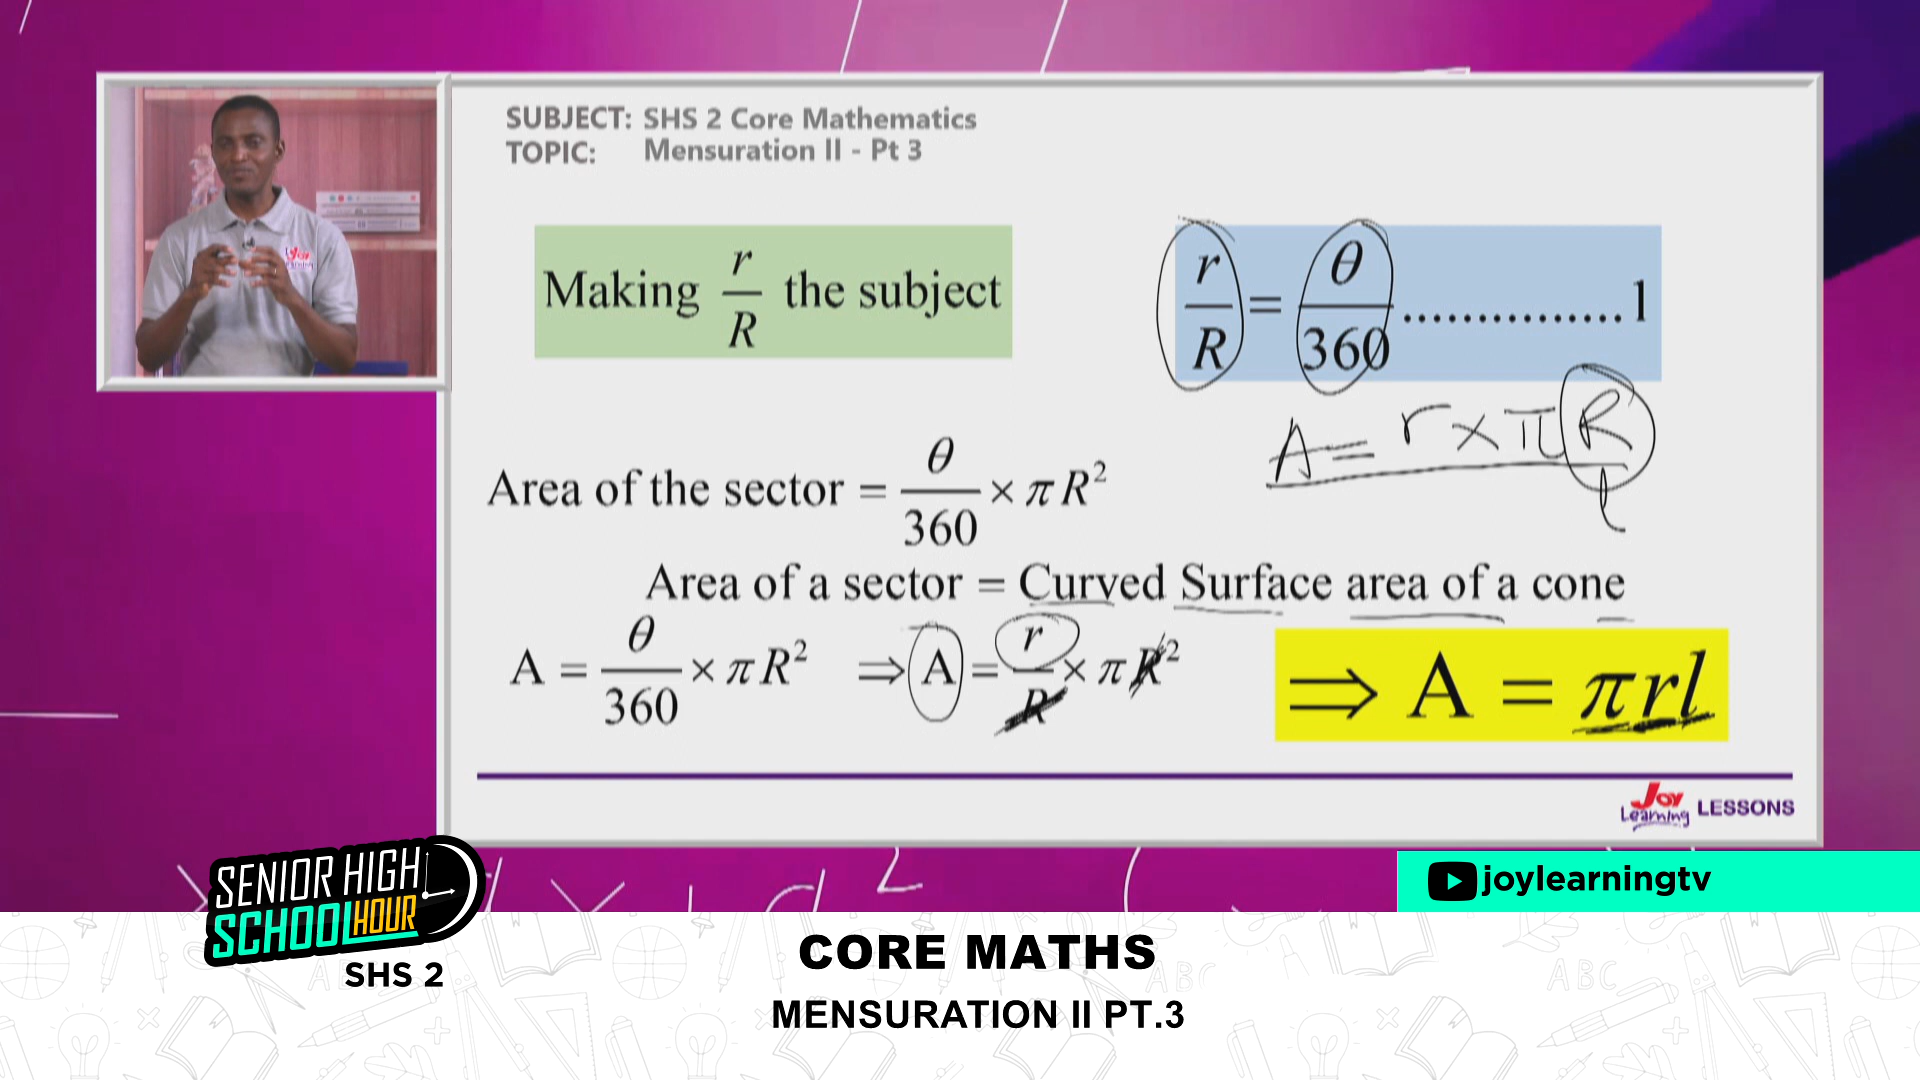 SUBJECT: SHS 2 Core Mathematics
TOPIC: Mensuration II - Pt 3
Making r/R the subject
r/R = θ/360 ...............1
A = r × π R
l
Area of the sector = θ/360 × πR²
Area of a sector = Curved Surface area of a cone
A = θ/360 × πR² ⇒ A = r/R × πR²
⇒ A = πrl
Joy Learning LESSONS
joylearningtv
SENIOR HIGH
SCHOOL HOUR
SHS 2
CORE MATHS
MENSURATION II PT.3